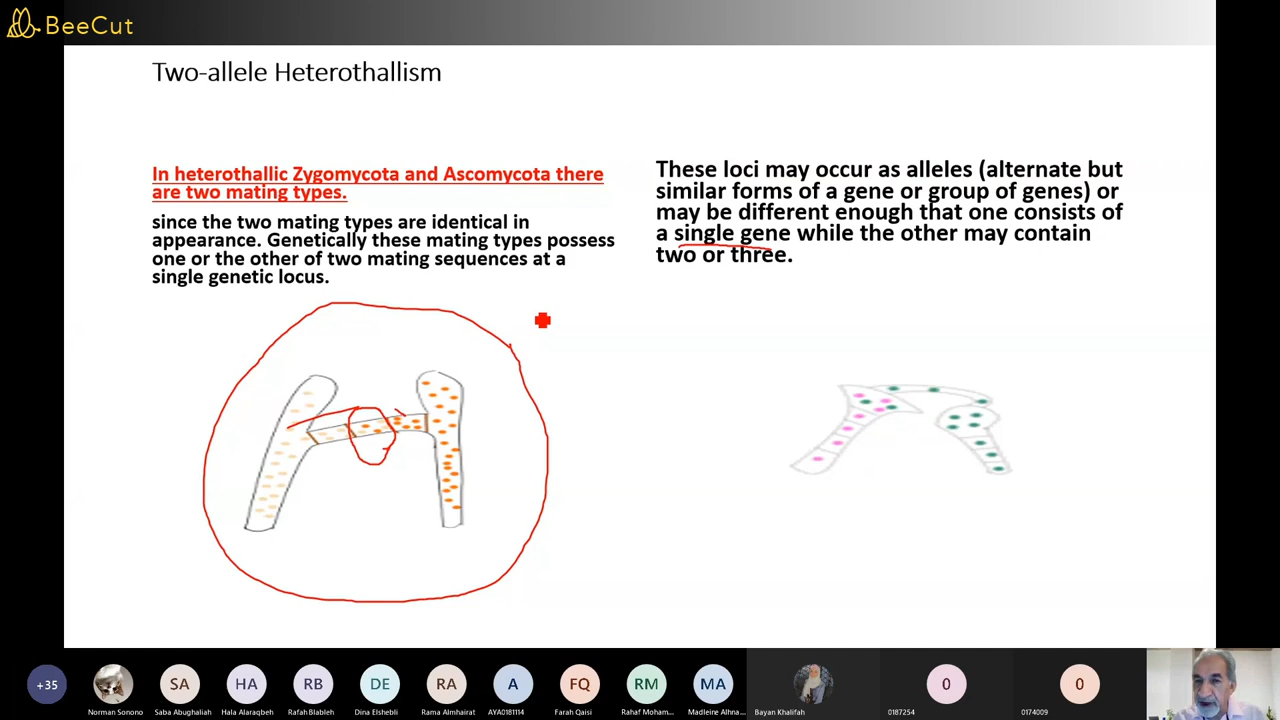 BeeCut
Two-allele Heterothallism
In heterothallic Zygomycota and Ascomycota there
are two mating types.
since the two mating types are identical in
appearance. Genetically these mating types possess
one or the other of two mating sequences at a
single genetic locus.
These loci may occur as alleles (alternate but
similar forms of a gene or group of genes) or
may be different enough that one consists of
a single gene while the other may contain
two or three.
+35
SA
HA
RB
DE
RA
A
FQ
RM
MA
0
0
Norman Sonono
Saba Abughaliah
Hala Alaraqbeh
Rafah Blableh
Dina Elshebli
Rama Almhairat
AYA0181114
Farah Qaisi
Rahaf Moham...
Madleire Alhna...
Bayan Khalifah
0187254
0174009